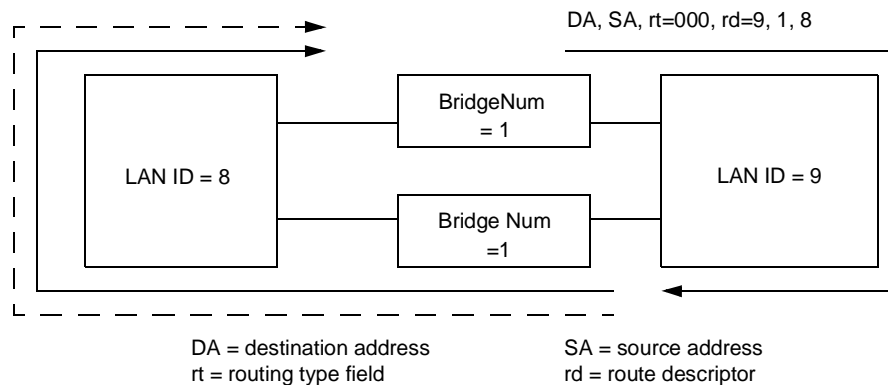 DA, SA, rt=000, rd=9, 1, 8
BridgeNum
= 1
LAN ID = 8
LAN ID = 9
Bridge Num
=1
DA = destination address
rt = routing type field
SA = source address
rd = route descriptor